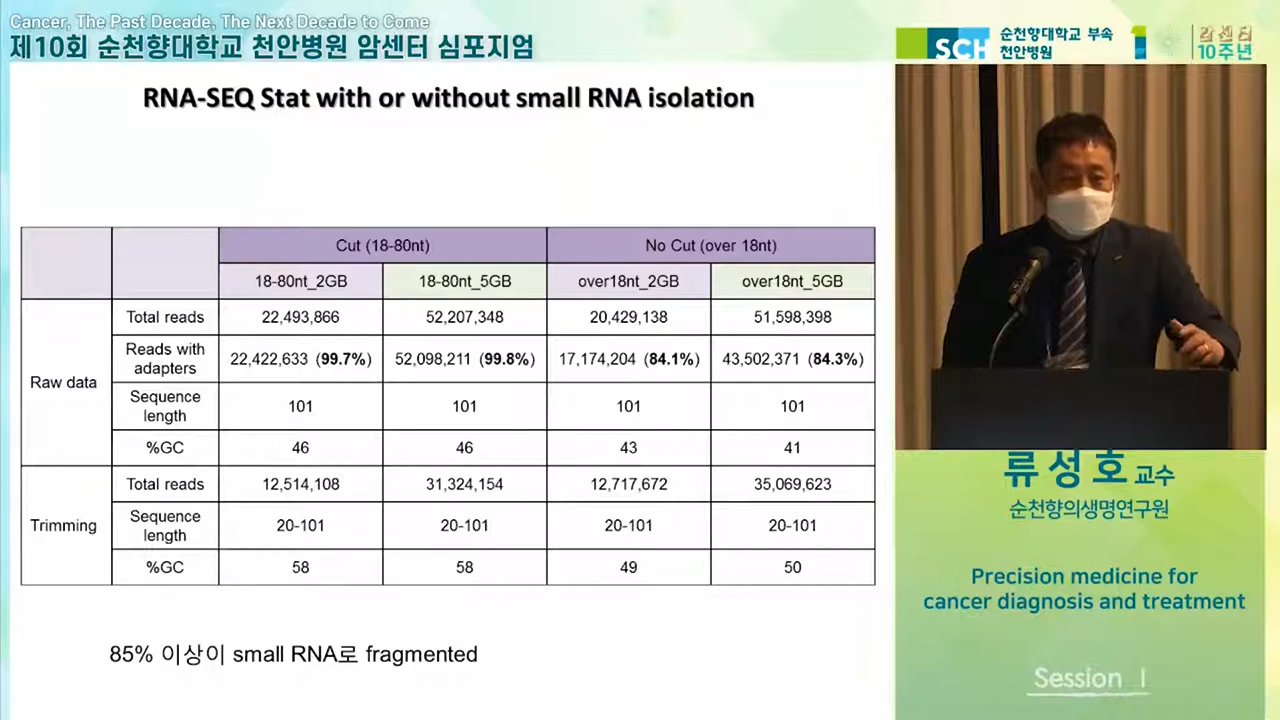 Cancer, The Past Decade, The Next Decade to Come
제10회 순천향대학교 천안병원 암센터 심포지엄
SCH
순천향대학교 부속
천안병원
암센터
10주년
RNA-SEQ Stat with or without small RNA isolation
Cut (18-80nt) No Cut (over 18nt)
18-80nt_2GB 18-80nt_5GB over18nt_2GB over18nt_5GB
Raw data
Total reads 22,493,866 52,207,348 20,429,138 51,598,398
Reads with adapters 22,422,633 (99.7%) 52,098,211 (99.8%) 17,174,204 (84.1%) 43,502,371 (84.3%)
Sequence length 101 101 101 101
%GC 46 46 43 41
Trimming
Total reads 12,514,108 31,324,154 12,717,672 35,069,623
Sequence length 20-101 20-101 20-101 20-101
%GC 58 58 49 50
85% 이상이 small RNA로 fragmented
류성호 교수
순천향의생명연구원
Precision medicine for
cancer diagnosis and treatment
Session I